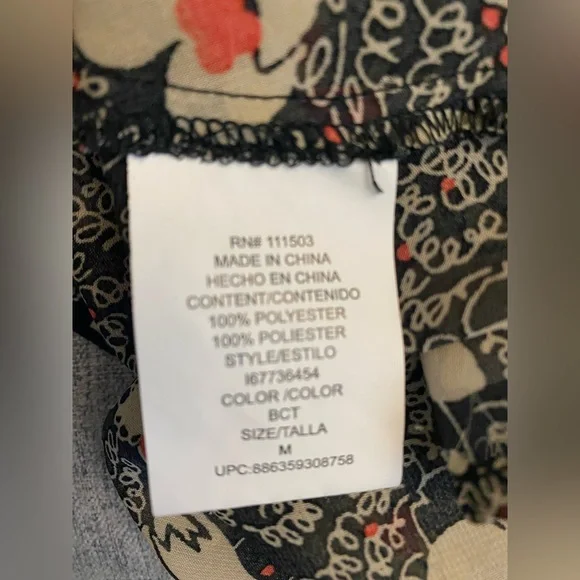 RN# 111503
MADE IN CHINA
HECHO EN CHINA
CONTENT/CONTENIDO
100% POLYESTER
100% POLIESTER
STYLE/ESTILO
I67736454
COLOR /COLOR
BCT
SIZE/TALLA
M
UPC:886359308758